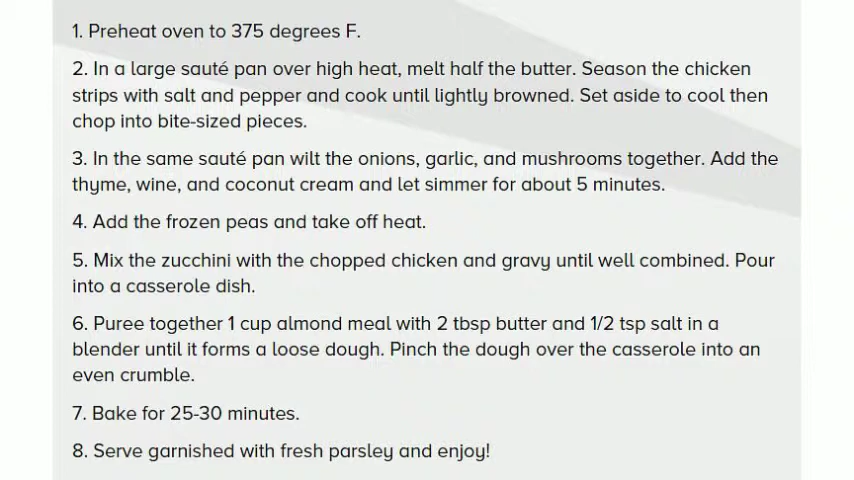 1. Preheat oven to 375 degrees F.
2. In a large sauté pan over high heat, melt half the butter. Season the chicken
strips with salt and pepper and cook until lightly browned. Set aside to cool then
chop into bite-sized pieces.
3. In the same sauté pan wilt the onions, garlic, and mushrooms together. Add the
thyme, wine, and coconut cream and let simmer for about 5 minutes.
4. Add the frozen peas and take off heat.
5. Mix the zucchini with the chopped chicken and gravy until well combined. Pour
into a casserole dish.
6. Puree together 1 cup almond meal with 2 tbsp butter and 1/2 tsp salt in a
blender until it forms a loose dough. Pinch the dough over the casserole into an
even crumble.
7. Bake for 25-30 minutes.
8. Serve garnished with fresh parsley and enjoy!